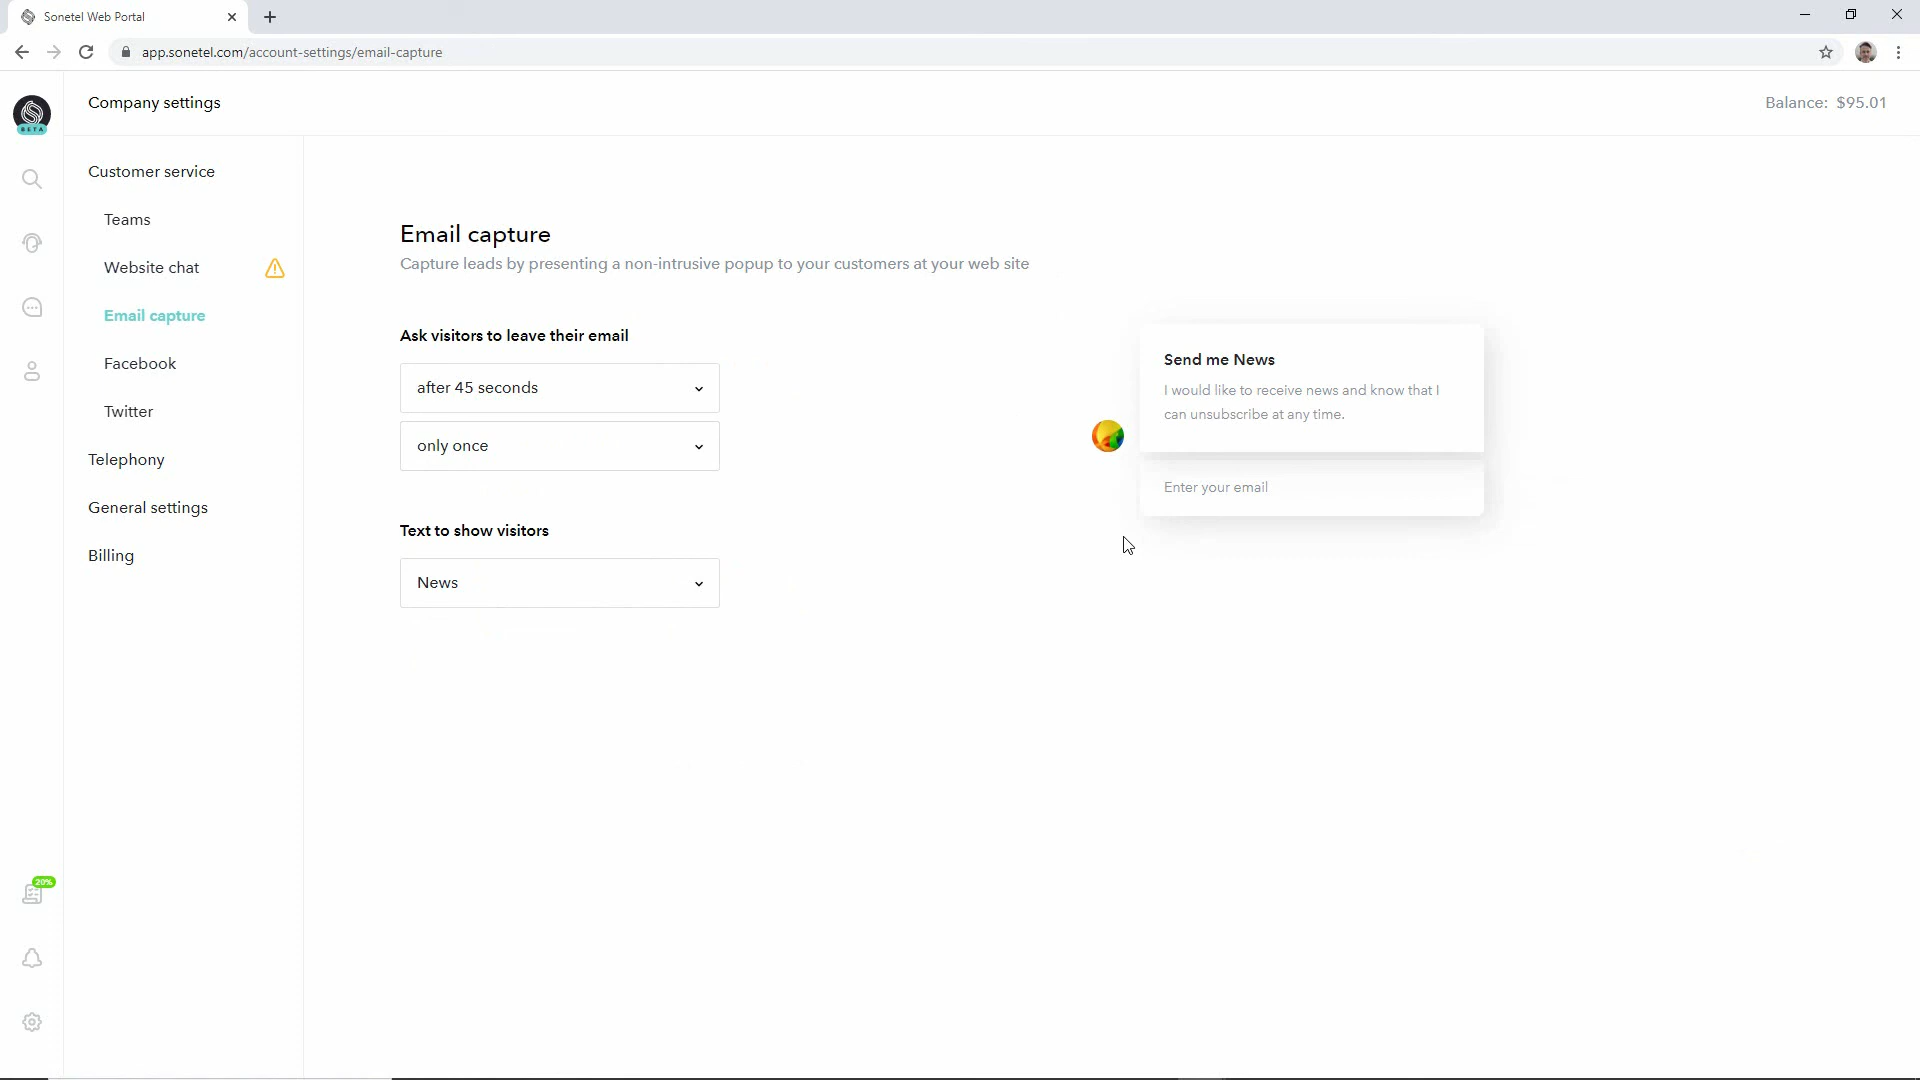 Sonetel Web Portal
app.sonetel.com/account-settings/email-capture
BETA
Company settings
Balance: $95.01
Customer service
Teams
Website chat
Email capture
Facebook
Twitter
Telephony
General settings
Billing
20%
Email capture
Capture leads by presenting a non-intrusive popup to your customers at your web site
Ask visitors to leave their email
after 45 seconds
only once
Text to show visitors
News
Send me News
I would like to receive news and know that I
can unsubscribe at any time.
Enter your email